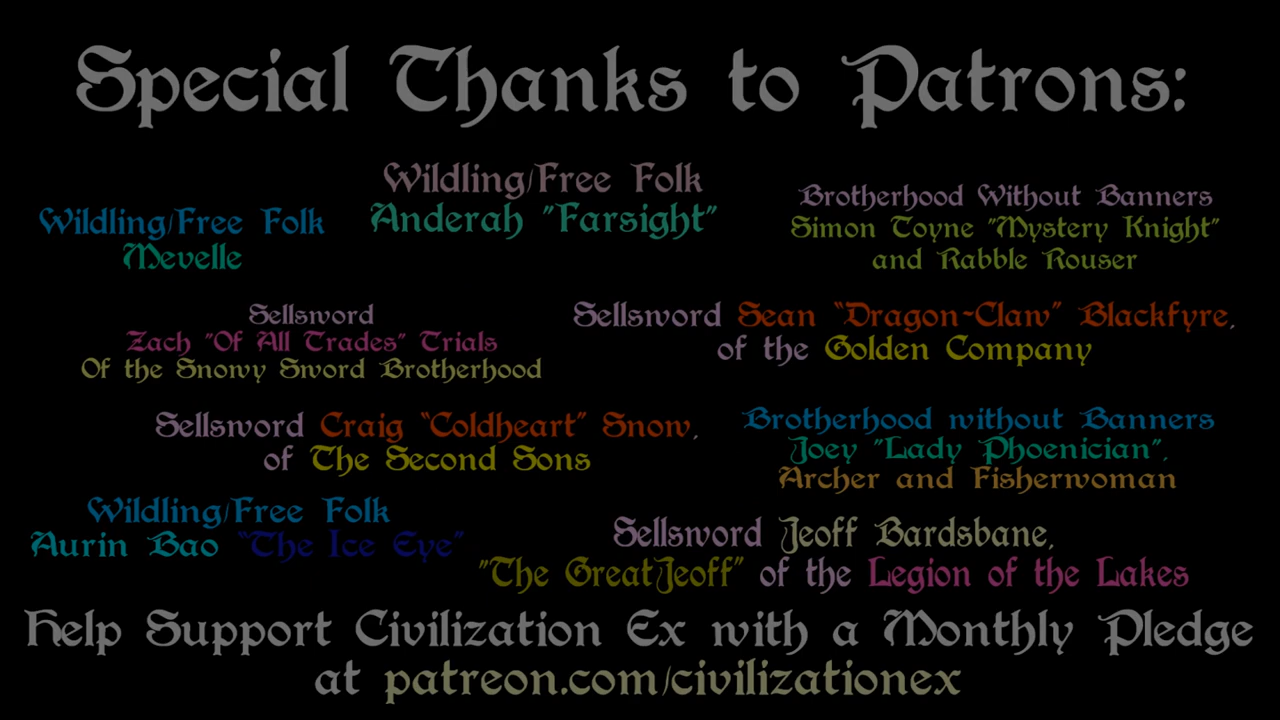 Special Thanks to Patrons:
Wildling/Free Folk
Mevelle
Wildling/Free Folk
Anderah "Farsight"
Brotherhood Without Banners
Simon Toyne "Mystery Knight"
and Rabble Rouser
Sellsword
Zach "Of All Trades" Trials
Of the Snowy Sword Brotherhood
Sellsword Sean "Dragon-Claw" Blackfyre,
of the Golden Company
Sellsword Craig "Coldheart" Snow,
of The Second Sons
Brotherhood without Banners
Joey "Lady Phoenician",
Archer and Fisherwoman
Wildling/Free Folk
Aurin Bao "The Ice Eye"
Sellsword Jeoff Bardsbane,
"The GreatJeoff" of the Legion of the Lakes
Help Support Civilization Ex with a Monthly Pledge
at patreon.com/civilizationex